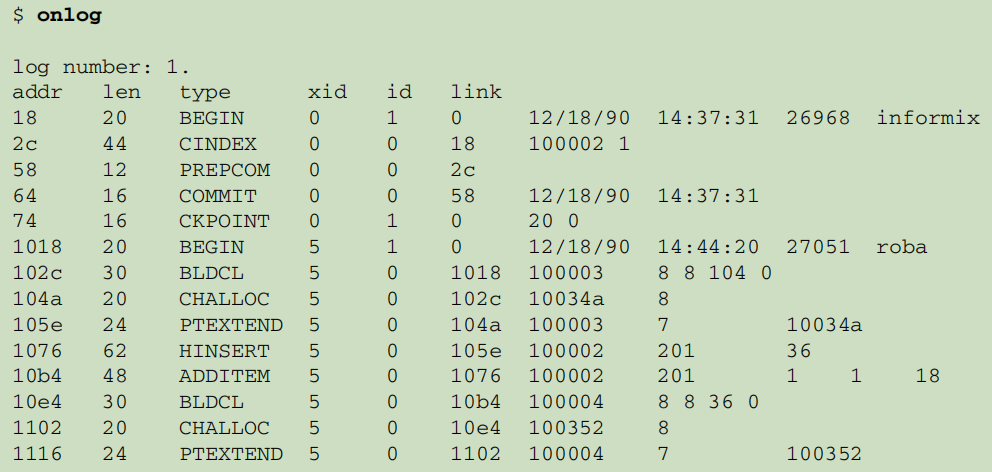 $ onlog
log number: 1.
addr len type xid id link
18 20 BEGIN 0 1 0 12/18/90 14:37:31 26968 informix
2c 44 CINDEX 0 0 18 100002 1
58 12 PREPCOM 0 0 2c
64 16 COMMIT 0 0 58 12/18/90 14:37:31
74 16 CKPOINT 0 1 0 20 0
1018 20 BEGIN 5 1 0 12/18/90 14:44:20 27051 roba
102c 30 BLDCL 5 0 1018 100003 8 8 104 0
104a 20 CHALLOC 5 0 102c 10034a 8
105e 24 PTEXTEND 5 0 104a 100003 7 10034a
1076 62 HINSERT 5 0 105e 100002 201 36
10b4 48 ADDITEM 5 0 1076 100002 201 1 1 18
10e4 30 BLDCL 5 0 10b4 100004 8 8 36 0
1102 20 CHALLOC 5 0 10e4 100352 8
1116 24 PTEXTEND 5 0 1102 100004 7 100352